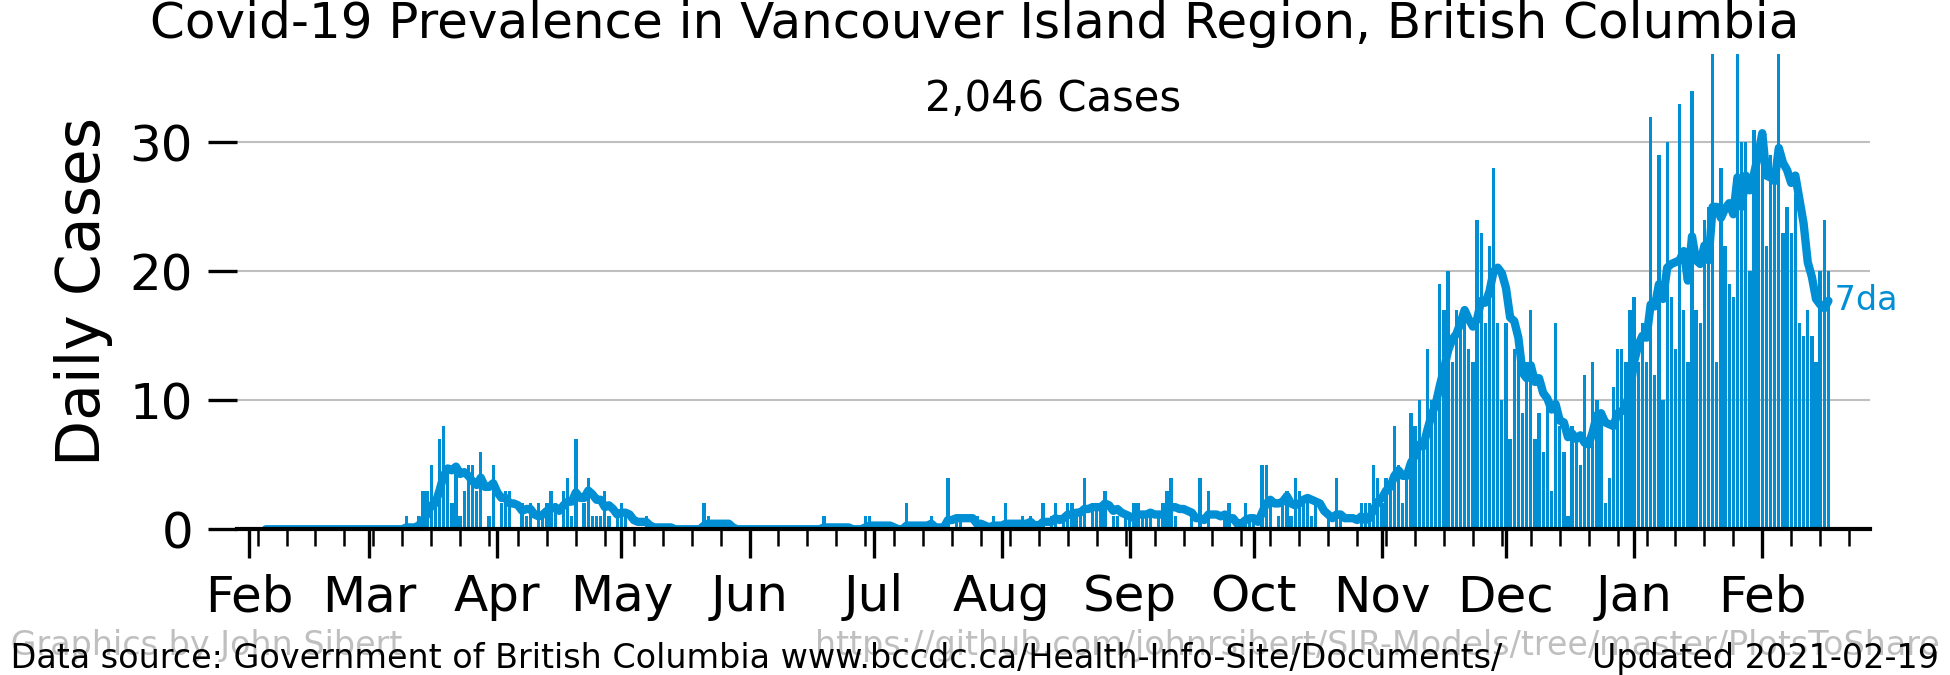 Covid-19 Prevalence in Vancouver Island Region, British Columbia
2,046 Cases
Daily Cases
30
20
10
0
7da
Feb Mar Apr May Jun Jul Aug Sep Oct Nov Dec Jan Feb
Graphics by John Sibert https://github.com/johnrsibert/SIR-Models/tree/master/PlotsToShare
Data source: Government of British Columbia www.bccdc.ca/Health-Info-Site/Documents/ Updated 2021-02-19